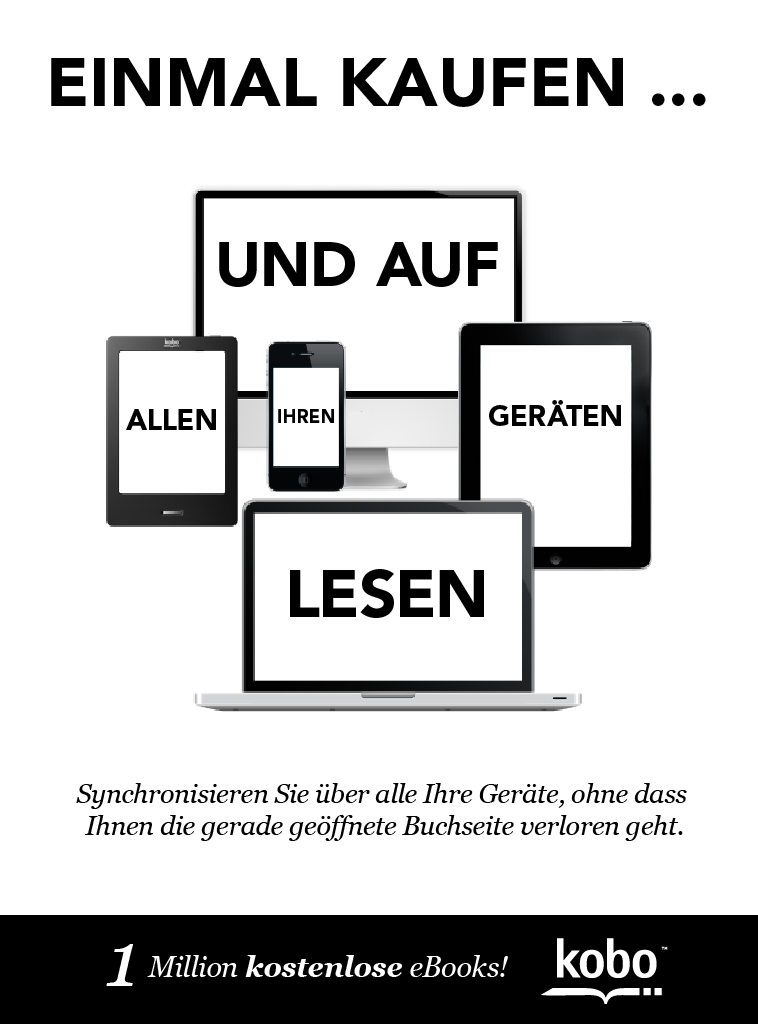 EINMAL KAUFEN ...
UND AUF
kobo
ALLEN
IHREN
GERÄTEN
LESEN
Synchronisieren Sie über alle Ihre Geräte, ohne dass
Ihnen die gerade geöffnete Buchseite verloren geht.
1 Million kostenlose eBooks!
kobo™